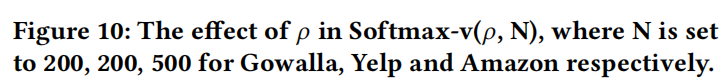 Figure 10: The effect of ρ in Softmax-v(ρ, N), where N is set
to 200, 200, 500 for Gowalla, Yelp and Amazon respectively.